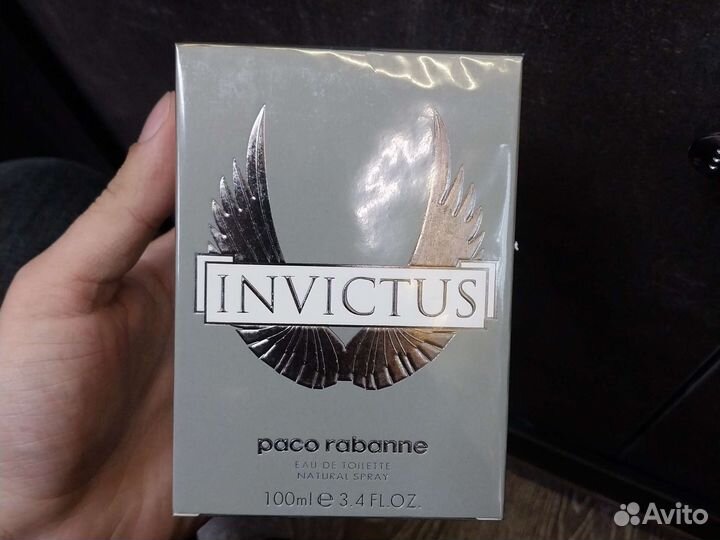 INVICTUS
paco rabanne
EAU DE TOILETTE
NATURAL SPRAY
100ml e 3.4 FL.OZ.
Avito